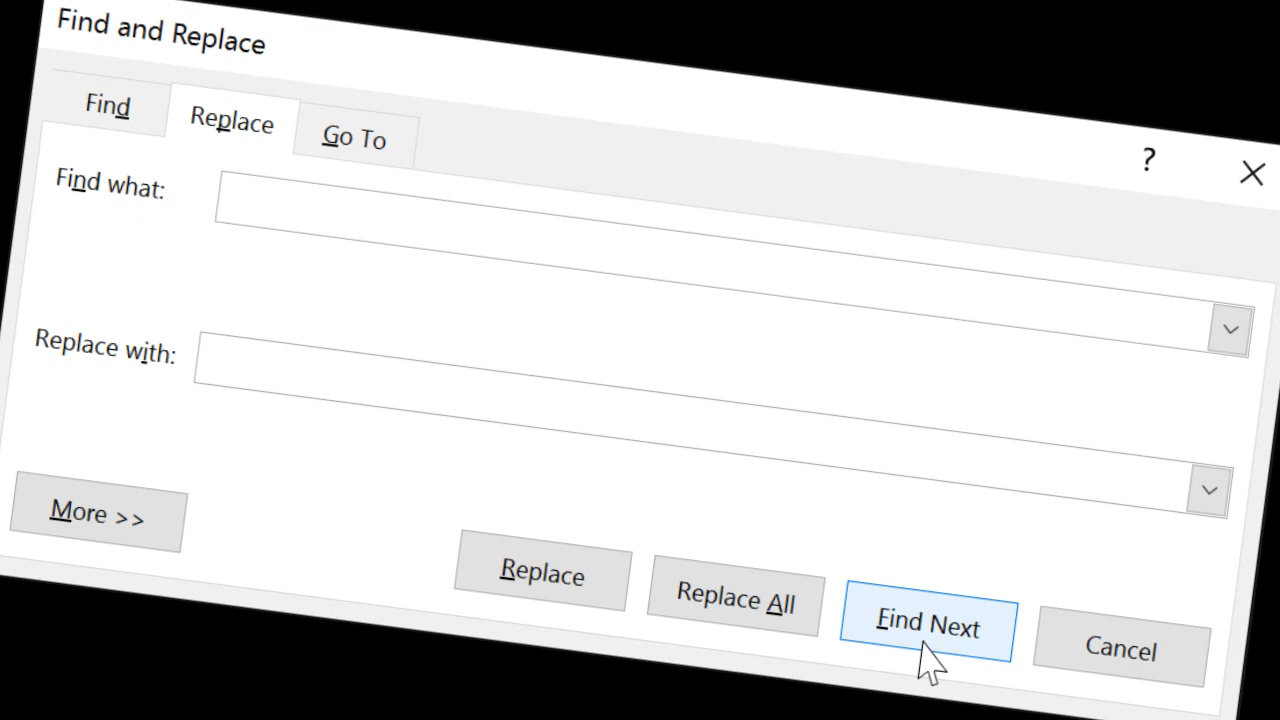 Find and Replace
?
Find
Replace
Go To
Find what:
Replace with:
More >>
Replace
Replace All
Find Next
Cancel